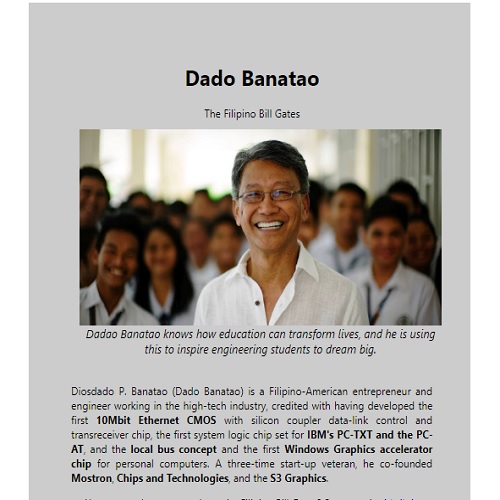 Dado Banatao
The Filipino Bill Gates
Dadao Banatao knows how education can transform lives, and he is using
this to inspire engineering students to dream big.
Diosdado P. Banatao (Dado Banatao) is a Filipino-American entrepreneur and
engineer working in the high-tech industry, credited with having developed the
first 10Mbit Ethernet CMOS with silicon coupler data-link control and
transreceiver chip, the first system logic chip set for IBM's PC-TXT and the PC-
AT, and the local bus concept and the first Windows Graphics accelerator
chip for personal computers. A three-time start-up veteran, he co-founded
Mostron, Chips and Technologies, and the S3 Graphics.